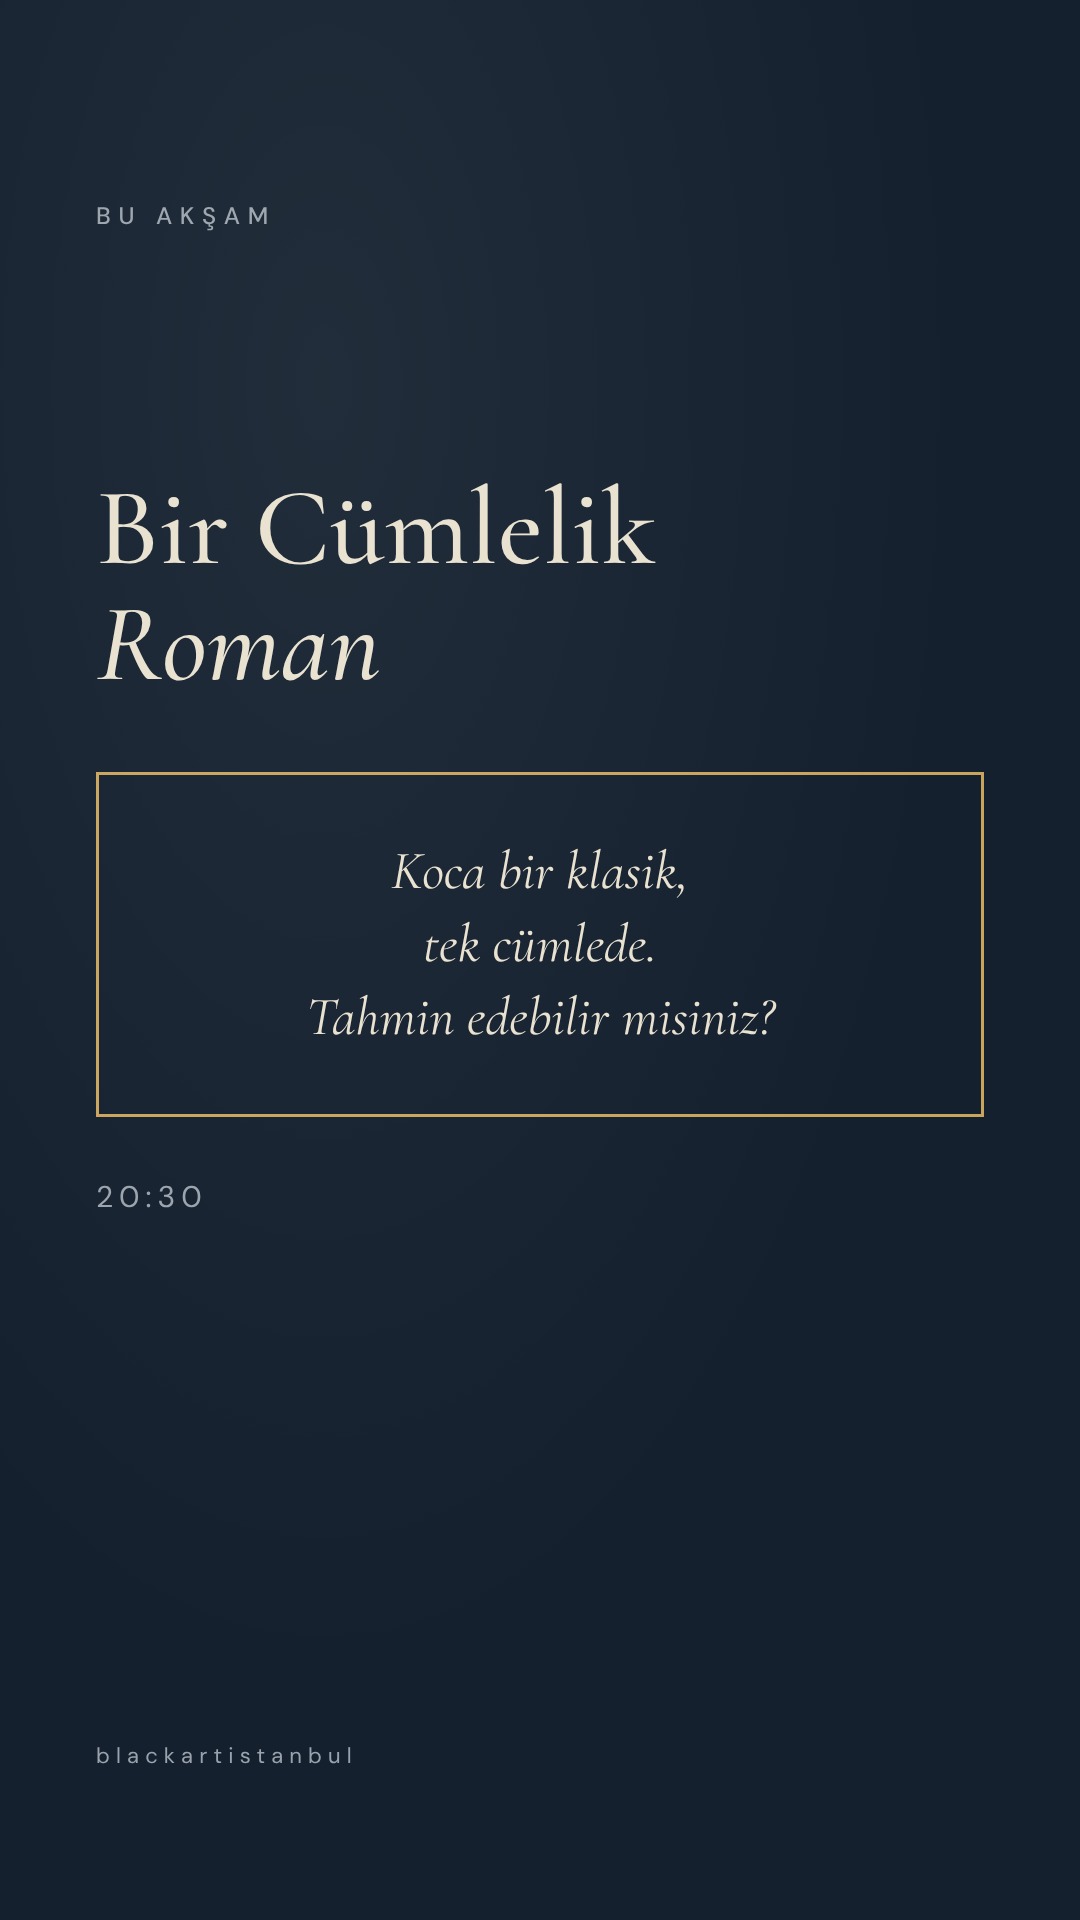 BU AKŞAM
Bir Cümlelik
Roman
Koca bir klasik,
tek cümlede.
Tahmin edebilir misiniz?
20:30
blackartistanbul